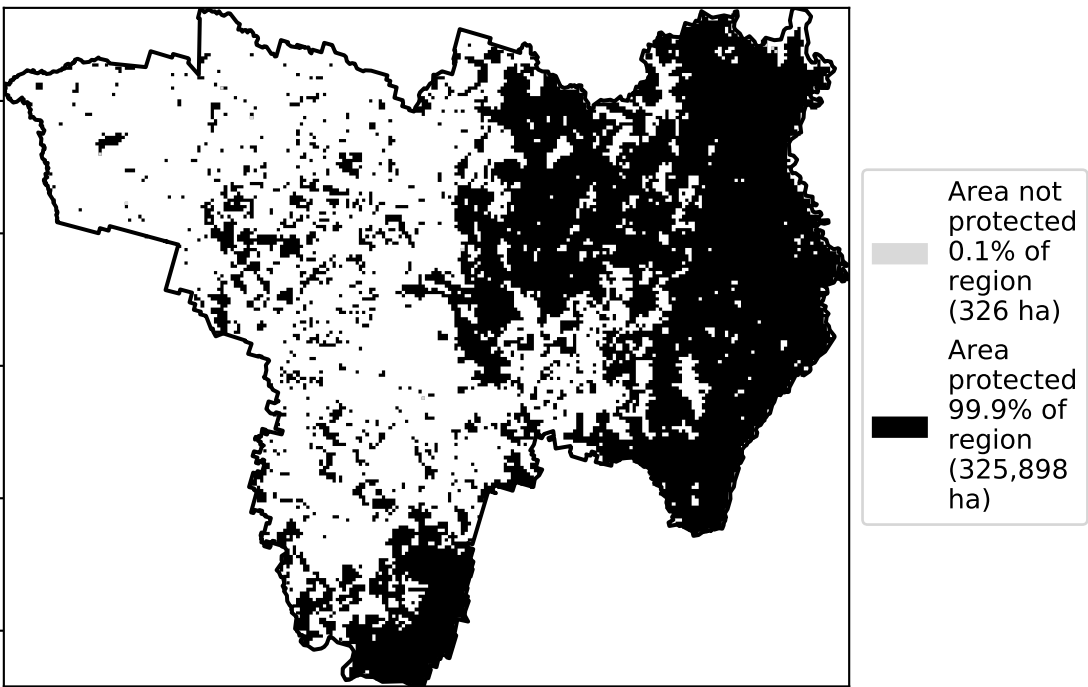 Area not
protected
0.1% of
region
(326 ha)
Area
protected
99.9% of
region
(325,898
ha)